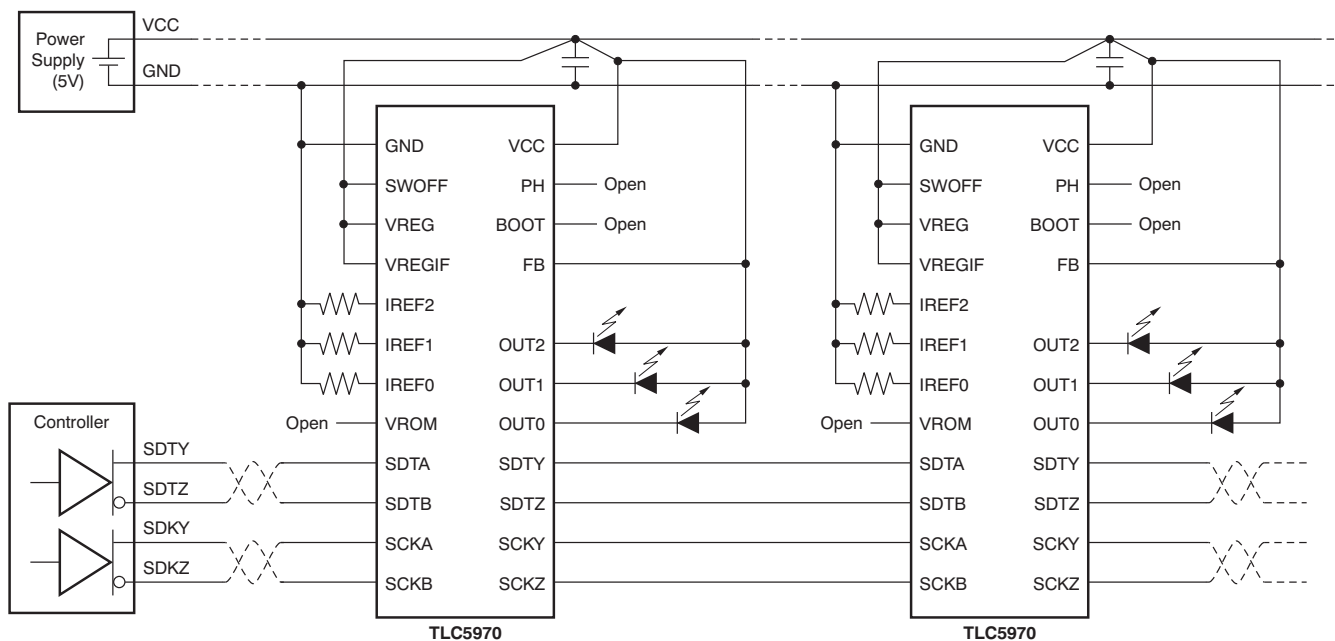 Power
Supply
(5V)
VCC
GND
GND
SWOFF
VREG
VREGIF
IREF2
IREF1
IREF0
Open
VROM
SDTA
SDTB
SCKA
SCKB
VCC
PH
Open
BOOT
Open
FB
OUT2
OUT1
OUT0
SDTY
SDTZ
SCKY
SCKZ
TLC5970
GND
SWOFF
VREG
VREGIF
IREF2
IREF1
IREF0
Open
VROM
SDTA
SDTB
SCKA
SCKB
VCC
PH
Open
BOOT
Open
FB
OUT2
OUT1
OUT0
SDTY
SDTZ
SCKY
SCKZ
TLC5970
Controller
SDTY
SDTZ
SDKY
SDKZ